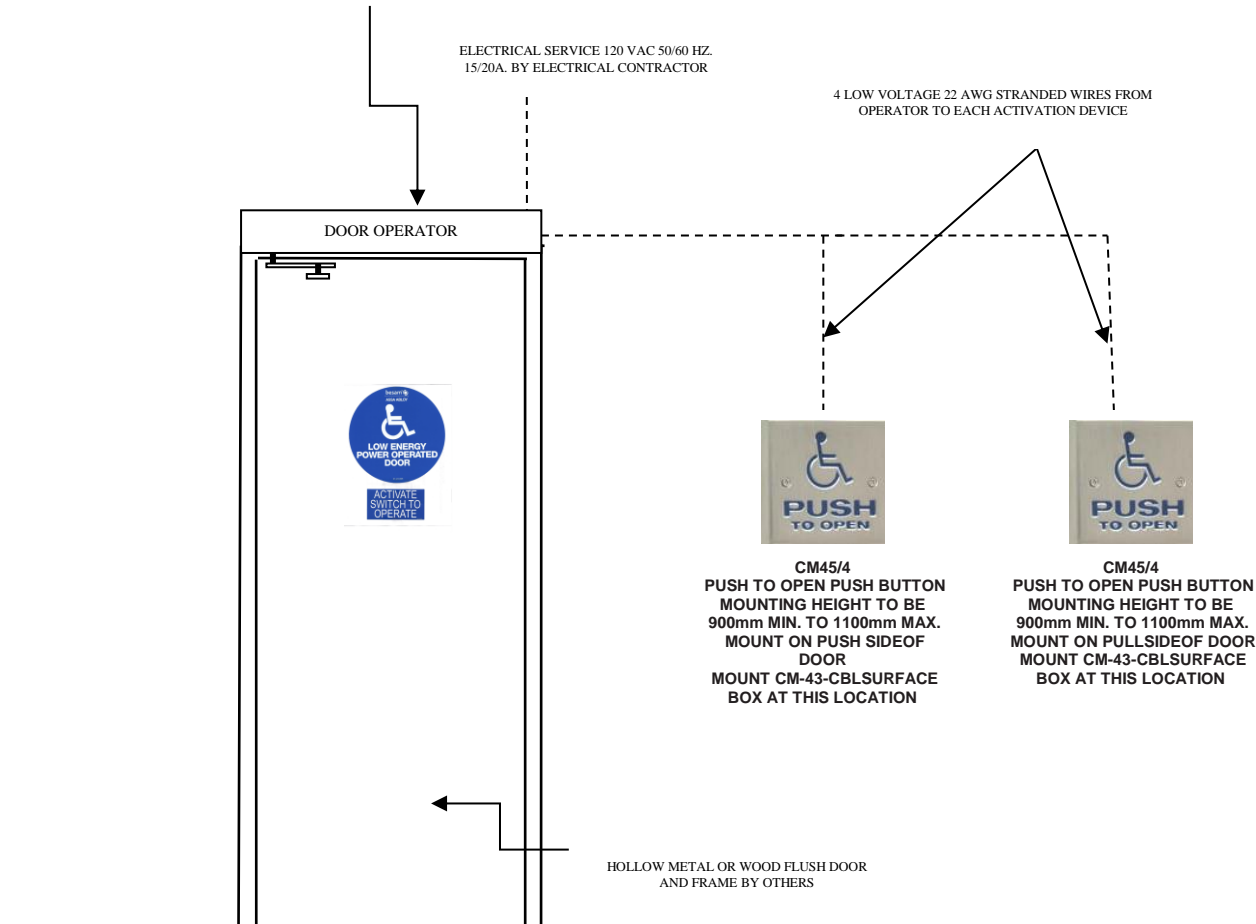 ELECTRICAL SERVICE 120 VAC 50/60 HZ.
15/20A. BY ELECTRICAL CONTRACTOR
4 LOW VOLTAGE 22 AWG STRANDED WIRES FROM
OPERATOR TO EACH ACTIVATION DEVICE
DOOR OPERATOR
besam
ASSA ABLOY
LOW ENERGY
POWER OPERATED
DOOR
ACTIVATE
SWITCH TO
OPERATE
PUSH
TO OPEN
CM45/4
PUSH TO OPEN PUSH BUTTON
MOUNTING HEIGHT TO BE
900mm MIN. TO 1100mm MAX.
MOUNT ON PUSH SIDEOF
DOOR
MOUNT CM-43-CBLSURFACE
BOX AT THIS LOCATION
PUSH
TO OPEN
CM45/4
PUSH TO OPEN PUSH BUTTON
MOUNTING HEIGHT TO BE
900mm MIN. TO 1100mm MAX.
MOUNT ON PULLSIDEOF DOOR
MOUNT CM-43-CBLSURFACE
BOX AT THIS LOCATION
HOLLOW METAL OR WOOD FLUSH DOOR
AND FRAME BY OTHERS